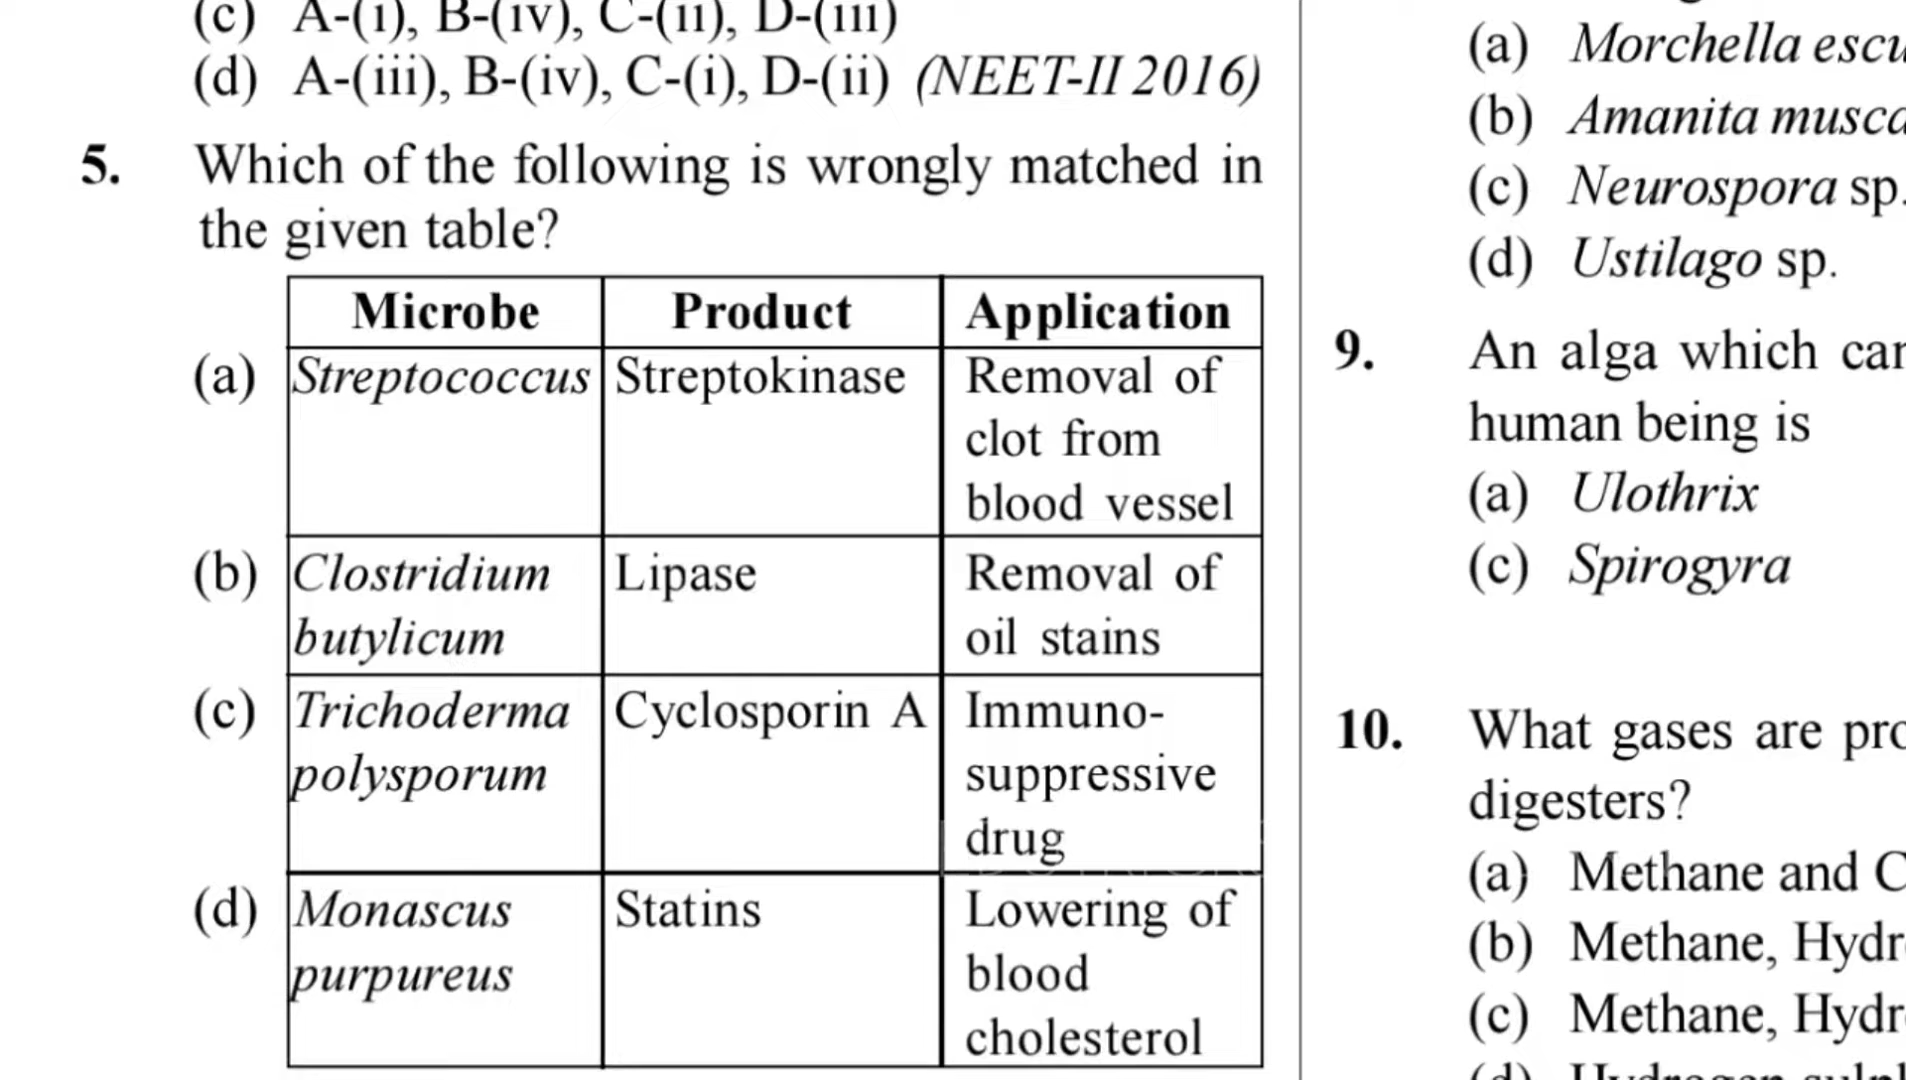 (c) A-(i), B-(iv), C-(ii), D-(iii)
(d) A-(iii), B-(iv), C-(i), D-(ii) (NEET-II 2016)
5. Which of the following is wrongly matched in
the given table?
Microbe Product Application
(a) Streptococcus Streptokinase Removal of
clot from
blood vessel
(b) Clostridium Lipase Removal of
butylicum oil stains
(c) Trichoderma Cyclosporin A Immuno-
polysporum suppressive
drug
(d) Monascus Statins Lowering of
purpureus blood
cholesterol
(a) Morchella escu
(b) Amanita musca
(c) Neurospora sp.
(d) Ustilago sp.
9. An alga which can
human being is
(a) Ulothrix
(c) Spirogyra
10. What gases are pro
digesters?
(a) Methane and C
(b) Methane, Hydr
(c) Methane, Hydr
(d) Hydrogen sulph